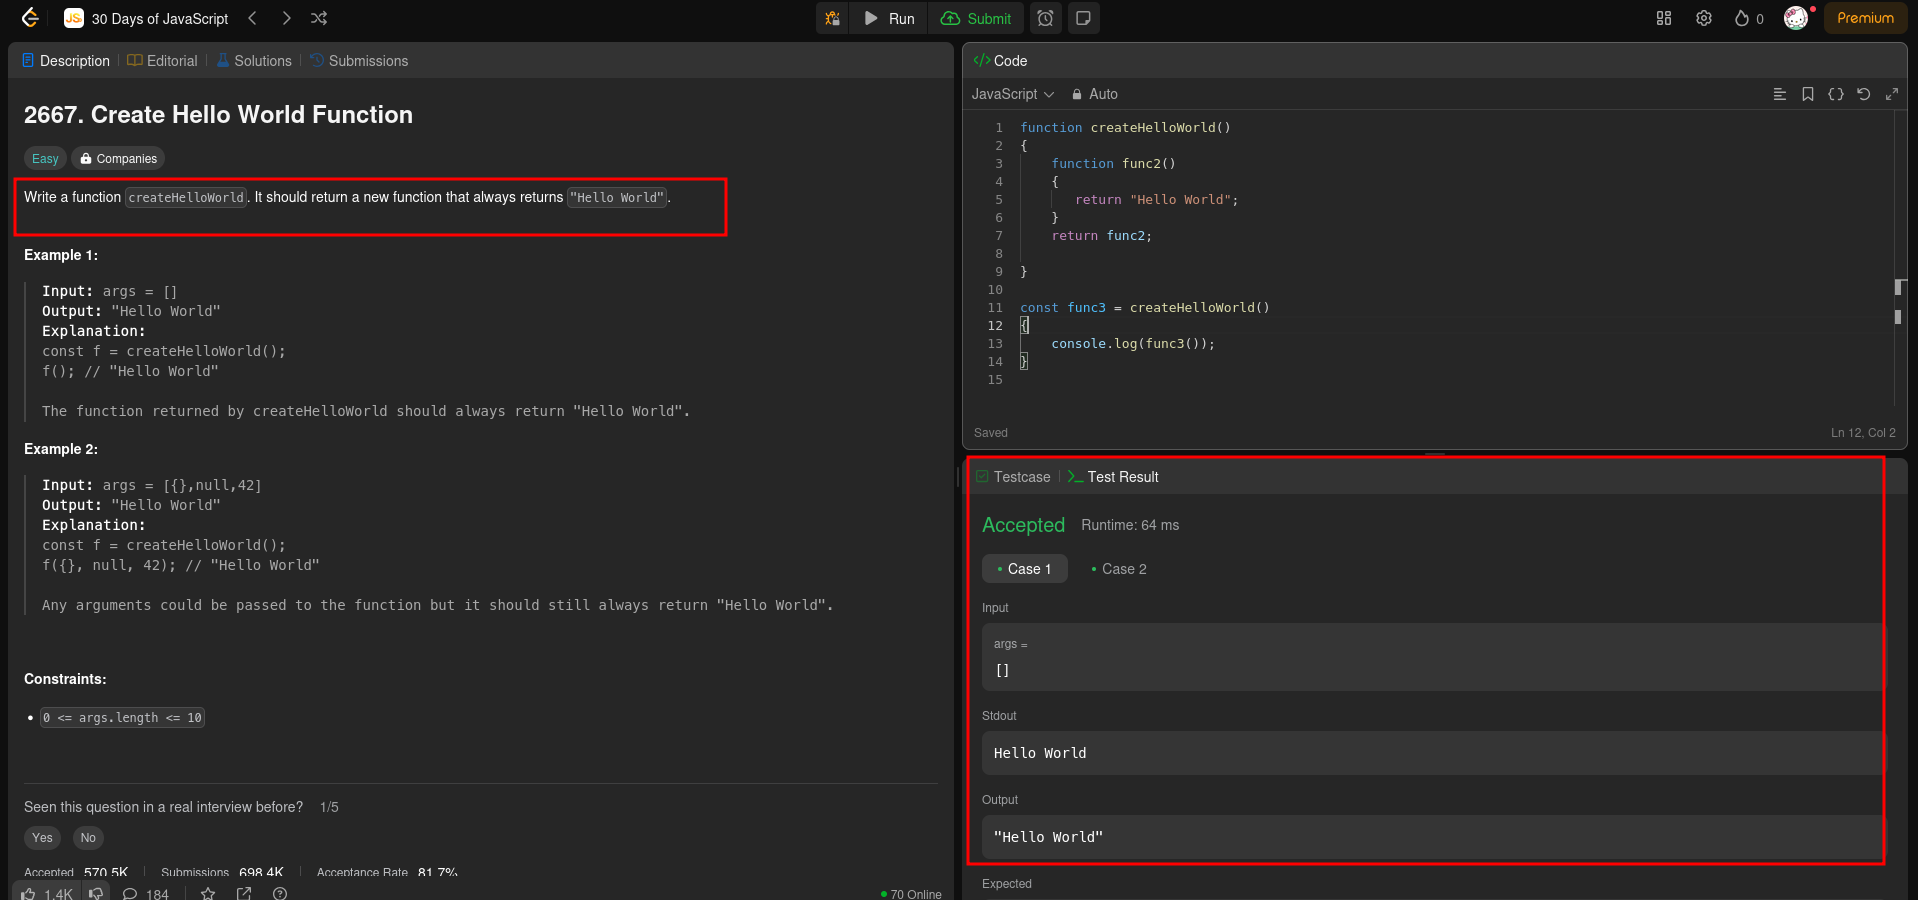 JS 30 Days of JavaScript
Run
Submit
0
Premium
Description
Editorial
Solutions
Submissions
2667. Create Hello World Function
Easy
Companies
Write a function createHelloWorld. It should return a new function that always returns "Hello World".
Example 1:
Input: args = []
Output: "Hello World"
Explanation:
const f = createHelloWorld();
f(); // "Hello World"
The function returned by createHelloWorld should always return "Hello World".
Example 2:
Input: args = [{},null,42]
Output: "Hello World"
Explanation:
const f = createHelloWorld();
f({}, null, 42); // "Hello World"
Any arguments could be passed to the function but it should still always return "Hello World".
Constraints:
• 0 <= args.length <= 10
Seen this question in a real interview before? 1/5
Yes
No
Accepted 570.5K
Submissions 698.4K
Acceptance Rate 81.7%
1.4K
184
70 Online
</> Code
JavaScript
Auto
1 function createHelloWorld()
2 {
3 function func2()
4 {
5 return "Hello World";
6 }
7 return func2;
8
9 }
10
11 const func3 = createHelloWorld()
12 {
13 console.log(func3());
14 }
15
Saved
Ln 12, Col 2
Testcase
>_ Test Result
Accepted Runtime: 64 ms
• Case 1
• Case 2
Input
args =
[]
Stdout
Hello World
Output
"Hello World"
Expected